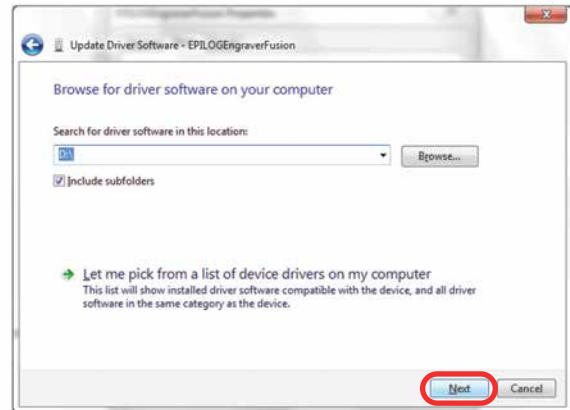 EPILOGEngraverFusion Properties
Update Driver Software - EPILOGEngraverFusion
Browse for driver software on your computer
Search for driver software in this location:
D:\
Browse...
Include subfolders
Let me pick from a list of device drivers on my computer
This list will show installed driver software compatible with the device, and all driver
software in the same category as the device.
Next
Cancel